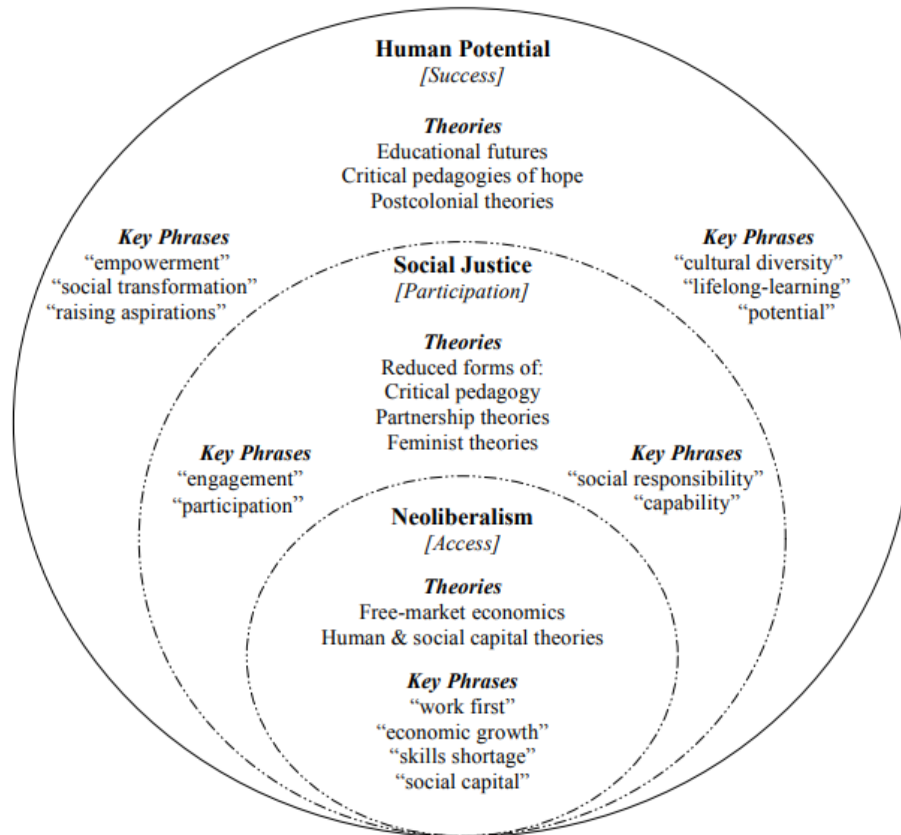 Human Potential
[Success]
Theories
Educational futures
Critical pedagogies of hope
Postcolonial theories
Key Phrases
“empowerment”
“social transformation”
“raising aspirations”
Key Phrases
“cultural diversity”
“lifelong-learning”
“potential”
Social Justice
[Participation]
Theories
Reduced forms of:
Critical pedagogy
Partnership theories
Feminist theories
Key Phrases
“engagement”
“participation”
Key Phrases
“social responsibility”
“capability”
Neoliberalism
[Access]
Theories
Free-market economics
Human & social capital theories
Key Phrases
“work first”
“economic growth”
“skills shortage”
“social capital”